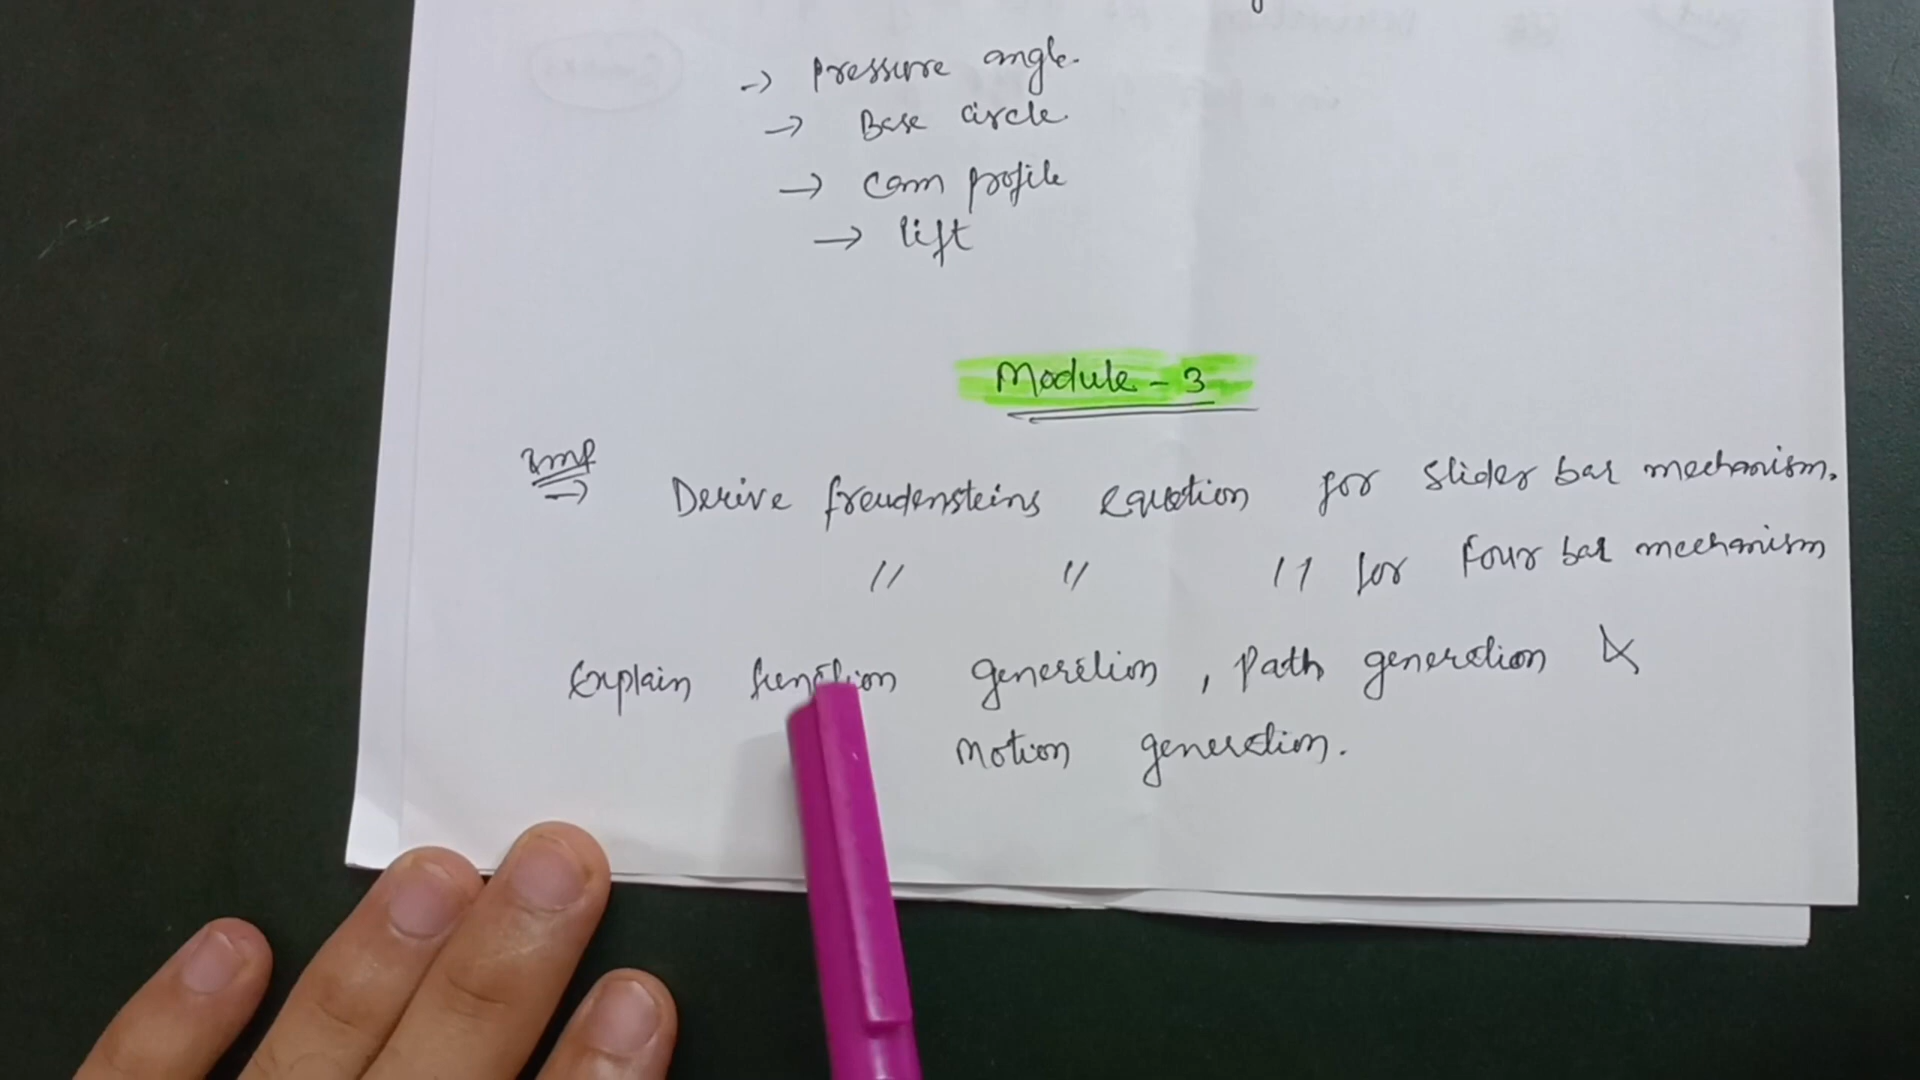 → Pressure angle.
→ Base circle.
→ Cam profile
→ lift
Module - 3
Imp
→ Derive freudensteins equation for Slider bar mechanism.
" " " for Four bar mechanism
Explain function generation, Path generation &
Motion generation.